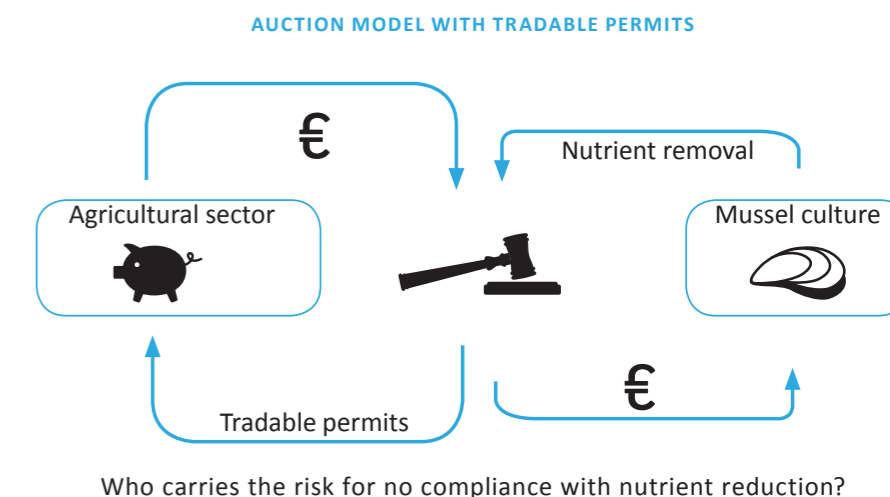 AUCTION MODEL WITH TRADABLE PERMITS
€
Nutrient removal
Agricultural sector
Mussel culture
€
Tradable permits
Who carries the risk for no compliance with nutrient reduction?